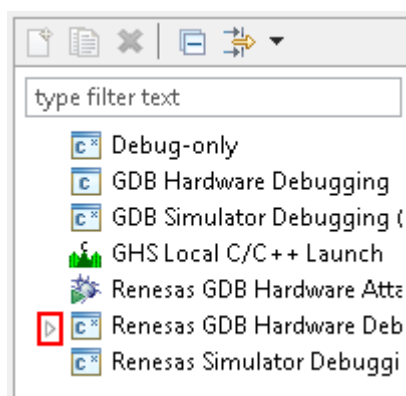 type filter text
Debug-only
GDB Hardware Debugging
GDB Simulator Debugging (
GHS Local C/C++ Launch
Renesas GDB Hardware Atta
Renesas GDB Hardware Deb
Renesas Simulator Debuggi